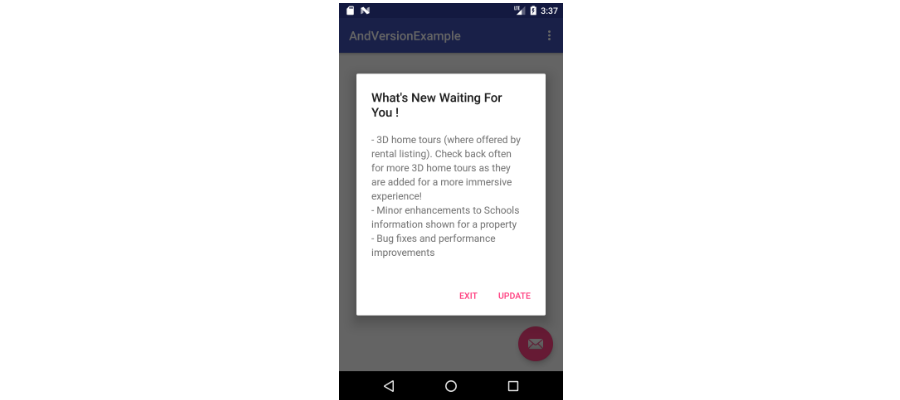 3:37
AndVersionExample
What's New Waiting For
You !
- 3D home tours (where offered by
rental listing). Check back often
for more 3D home tours as they
are added for a more immersive
experience!
- Minor enhancements to Schools
information shown for a property
- Bug fixes and performance
improvements
EXIT UPDATE